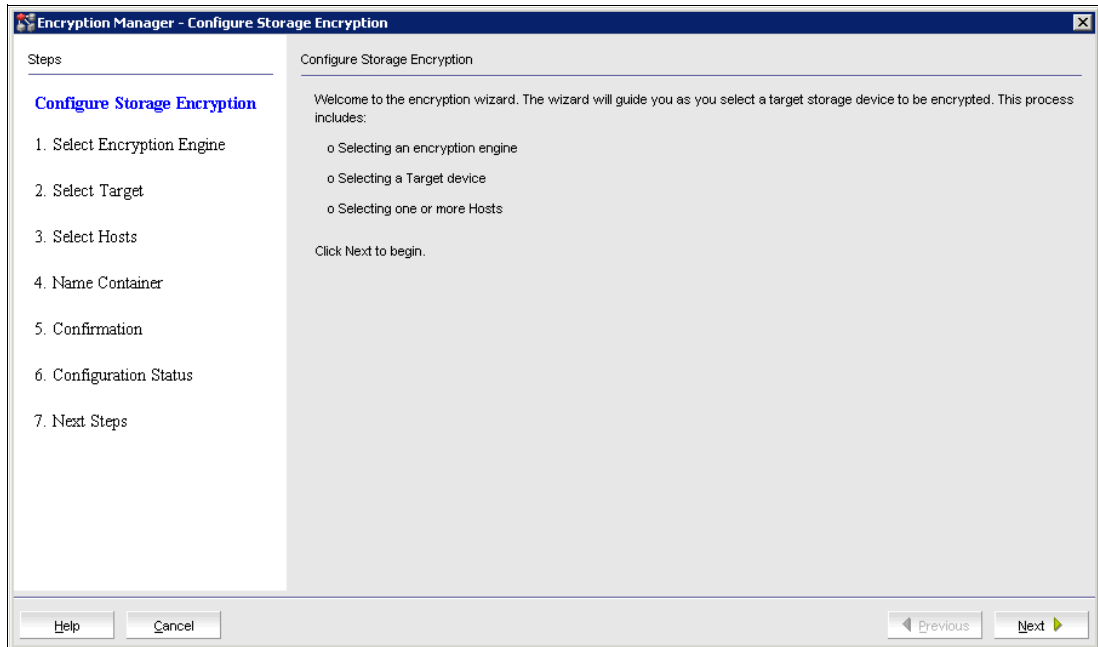 Encryption Manager - Configure Storage Encryption
Steps
Configure Storage Encryption
1. Select Encryption Engine
2. Select Target
3. Select Hosts
4. Name Container
5. Confirmation
6. Configuration Status
7. Next Steps
Configure Storage Encryption
Welcome to the encryption wizard. The wizard will guide you as you select a target storage device to be encrypted. This process
includes:
o Selecting an encryption engine
o Selecting a Target device
o Selecting one or more Hosts
Click Next to begin.
Help
Cancel
Previous
Next